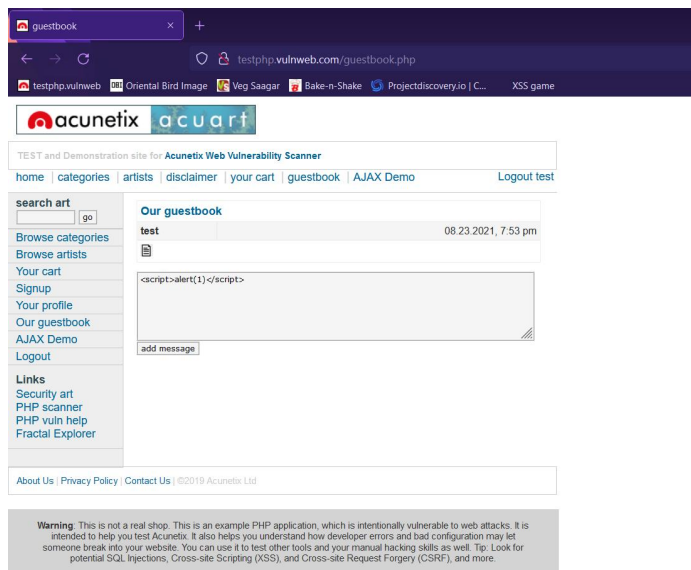 guestbook
testphp.vulnweb.com/guestbook.php
testphp.vulnweb OBI Oriental Bird Image Veg Saagar Bake-n-Shake Projectdiscovery.io | C... XSS game
acunetix acuart
TEST and Demonstration site for Acunetix Web Vulnerability Scanner
home | categories | artists | disclaimer | your cart | guestbook | AJAX Demo Logout test
search art
go
Browse categories
Browse artists
Your cart
Signup
Your profile
Our guestbook
AJAX Demo
Logout
Links
Security art
PHP scanner
PHP vuln help
Fractal Explorer
Our guestbook
test 08.23.2021, 7:53 pm
<script>alert(1)</script>
add message
About Us | Privacy Policy | Contact Us | ©2019 Acunetix Ltd
Warning: This is not a real shop. This is an example PHP application, which is intentionally vulnerable to web attacks. It is
intended to help you test Acunetix. It also helps you understand how developer errors and bad configuration may let
someone break into your website. You can use it to test other tools and your manual hacking skills as well. Tip: Look for
potential SQL Injections, Cross-site Scripting (XSS), and Cross-site Request Forgery (CSRF), and more.